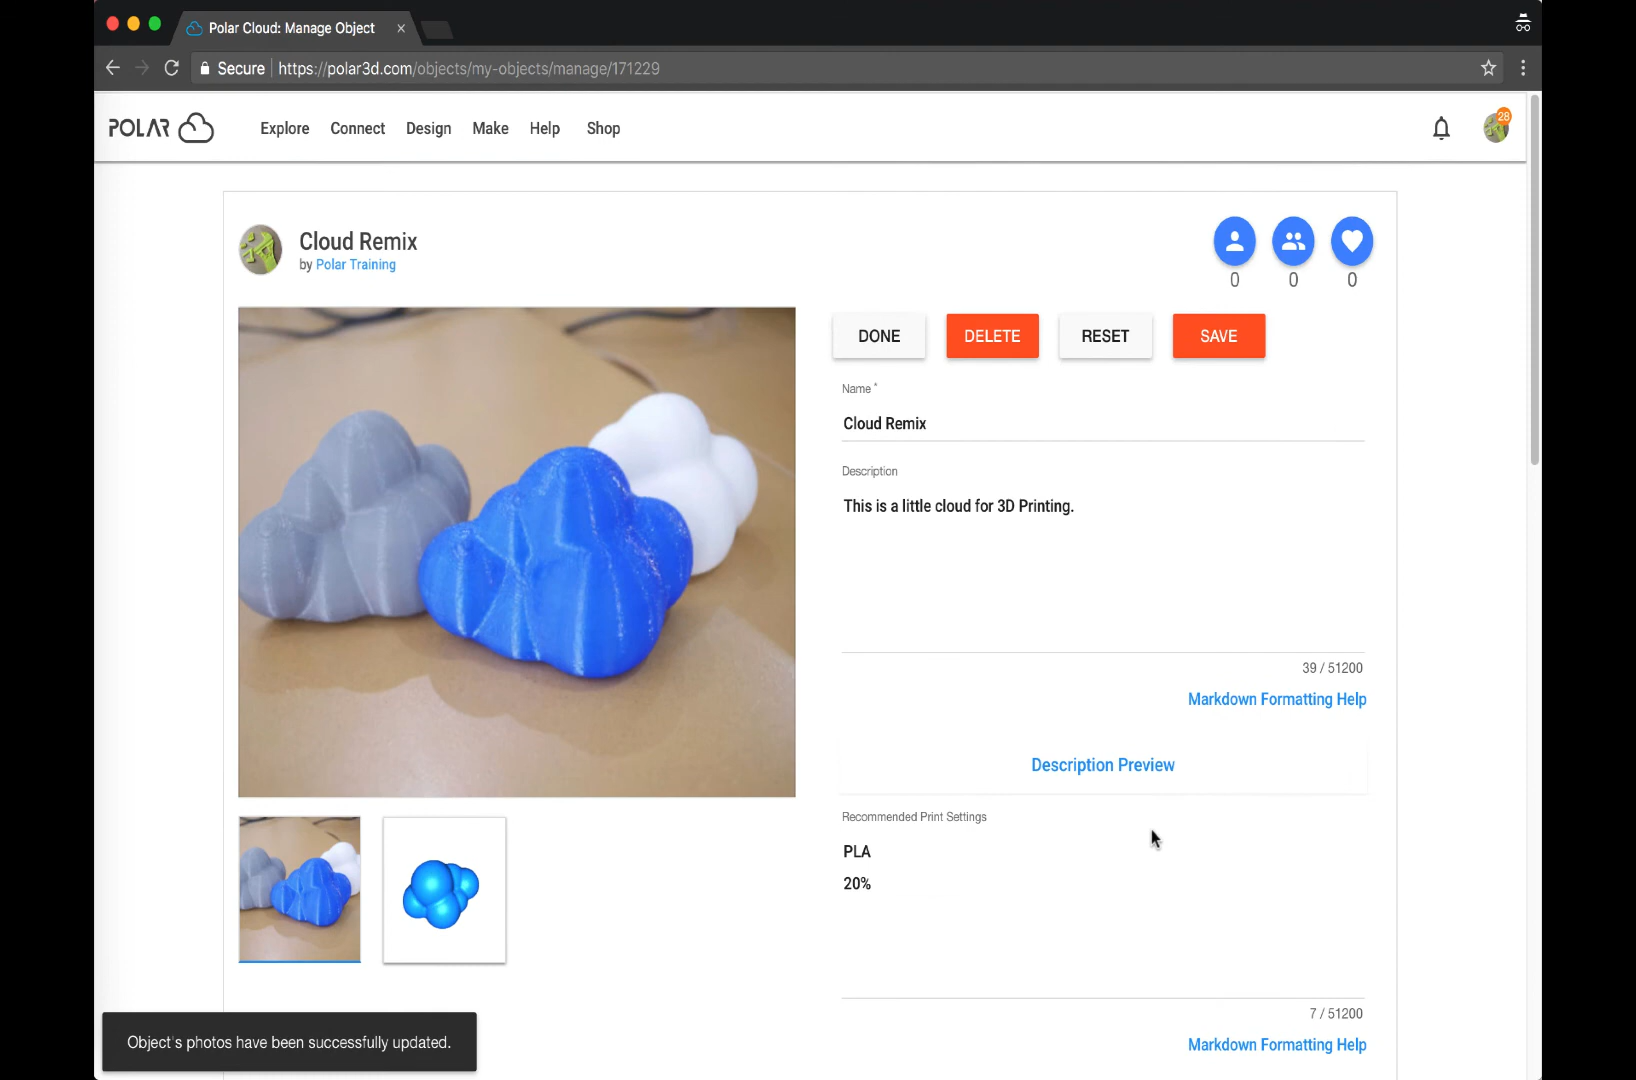 Polar Cloud: Manage Object
Secure https://polar3d.com/objects/my-objects/manage/171229
POLAR Explore Connect Design Make Help Shop 28
Cloud Remix
by Polar Training
0 0 0
DONE DELETE RESET SAVE
Name *
Cloud Remix
Description
This is a little cloud for 3D Printing.
39 / 51200
Markdown Formatting Help
Description Preview
Recommended Print Settings
PLA
20%
7 / 51200
Markdown Formatting Help
Object's photos have been successfully updated.